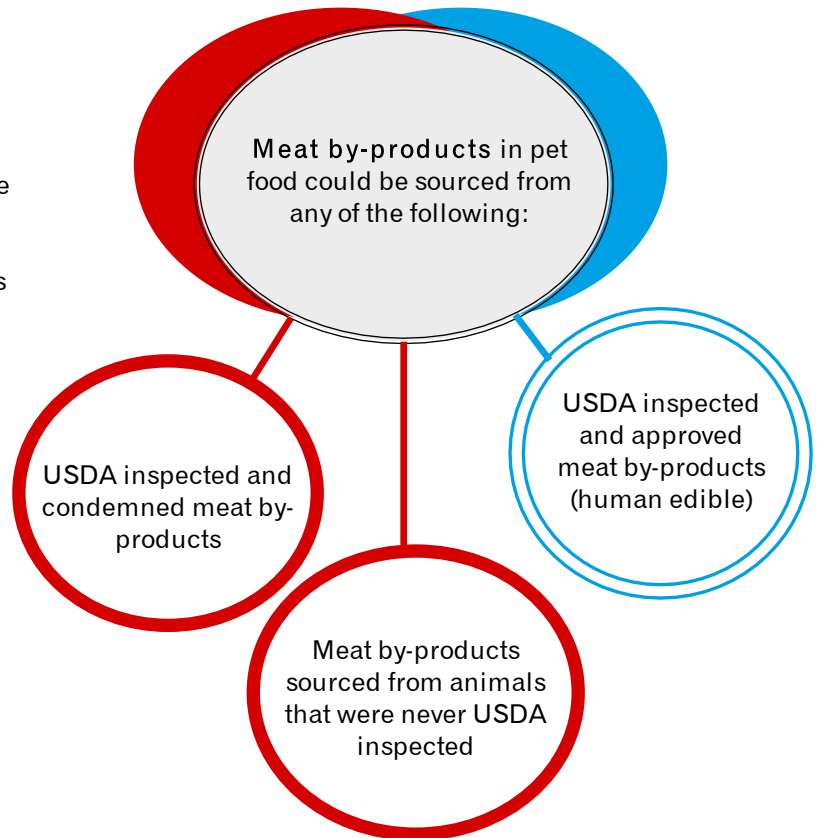 Meat by-products in pet
food could be sourced from
any of the following:
e
s
USDA inspected and
condemned meat by-
products
Meat by-products
sourced from animals
that were never USDA
inspected
USDA inspected
and approved
meat by-products
(human edible)